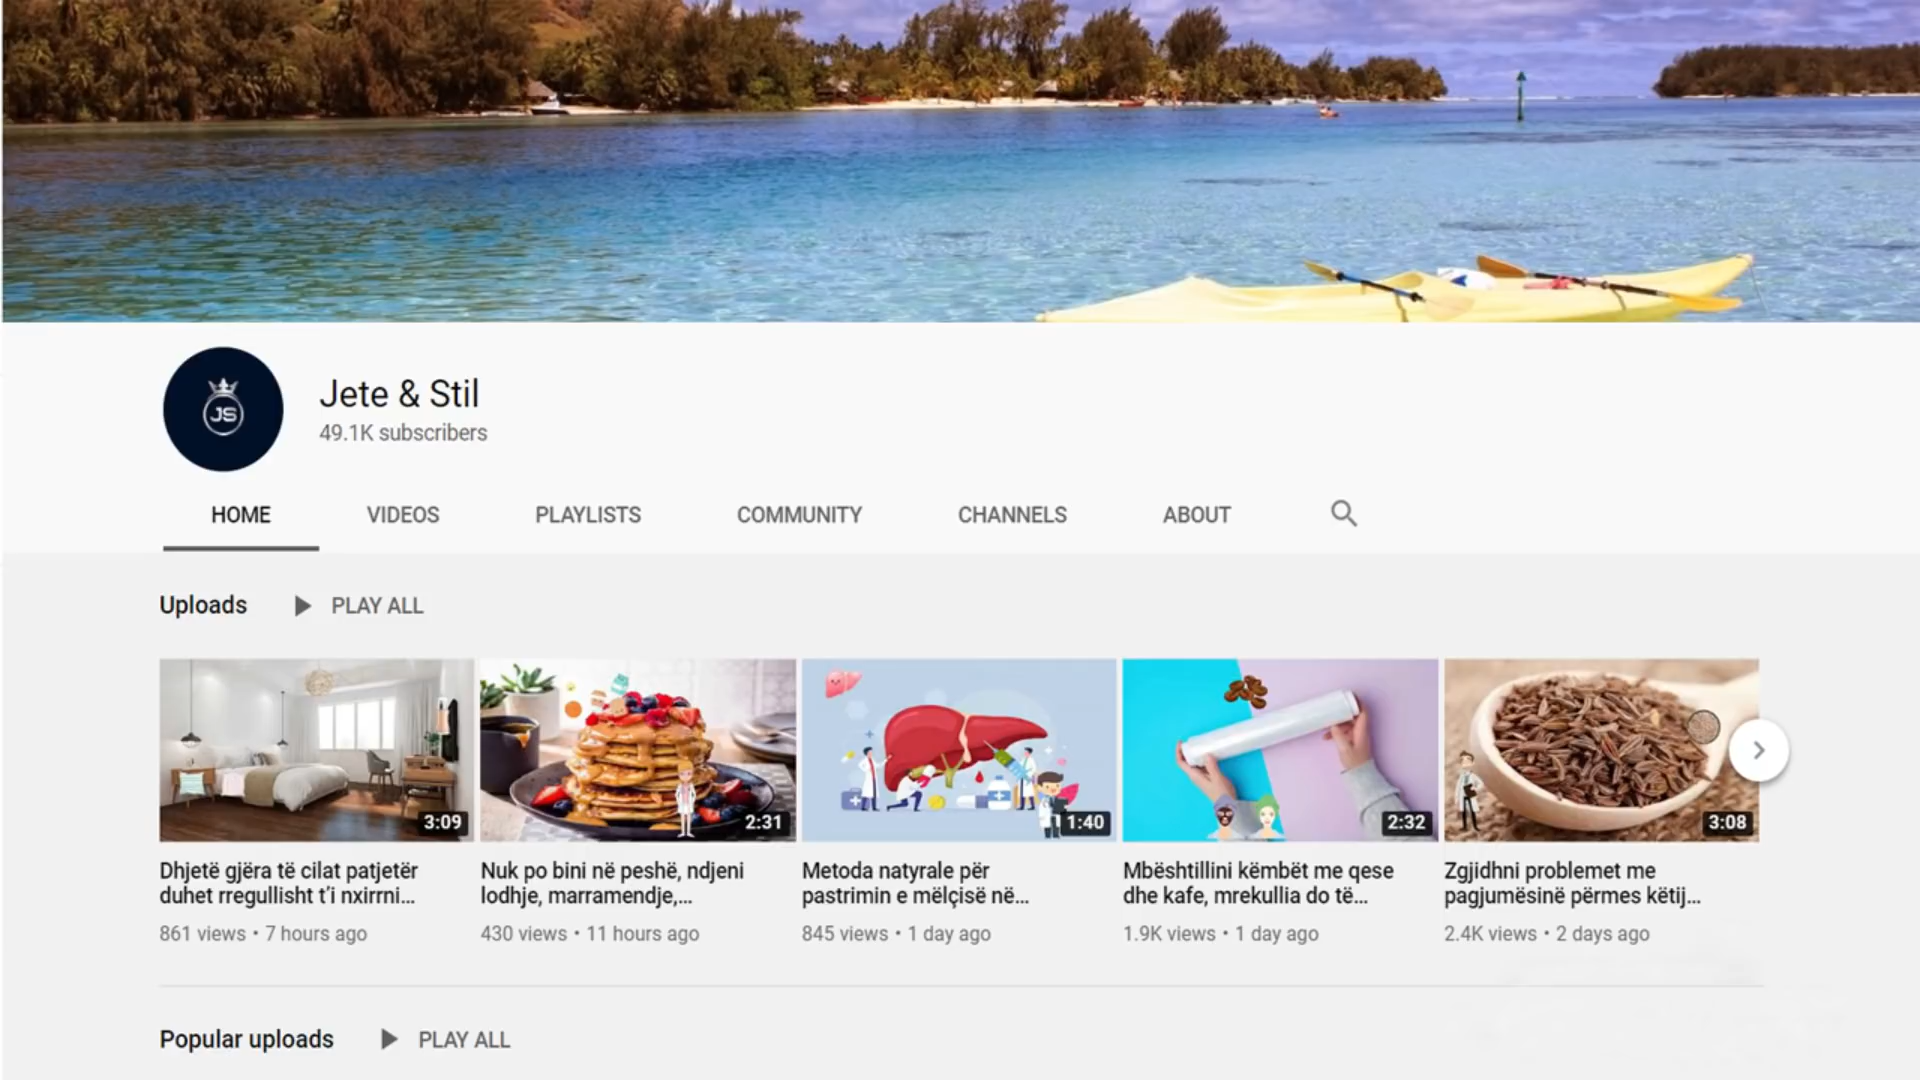 JS
Jete & Stil
49.1K subscribers
HOME VIDEOS PLAYLISTS COMMUNITY CHANNELS ABOUT
Uploads PLAY ALL
3:09 2:31 1:40 2:32 3:08
Dhjetë gjëra të cilat patjetër
duhet rregullisht t’i nxirrni...
861 views • 7 hours ago
Nuk po bini në peshë, ndjeni
lodhje, marramendje,...
430 views • 11 hours ago
Metoda natyrale për
pastrimin e mëlçisë në...
845 views • 1 day ago
Mbështillini këmbët me qese
dhe kafe, mrekullia do të...
1.9K views • 1 day ago
Zgjidhni problemet me
pagjumësinë përmes këtij...
2.4K views • 2 days ago
Popular uploads PLAY ALL